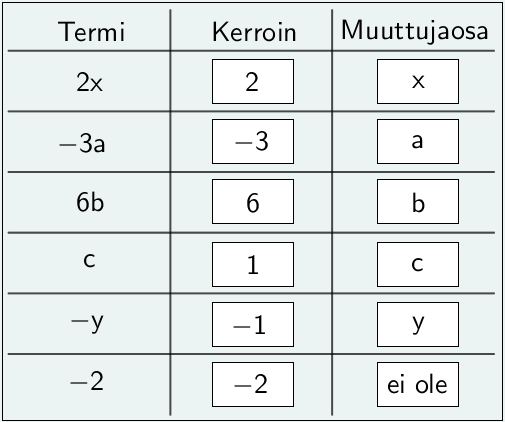 Termi Kerroin Muuttujaosa
2x 2 x
−3a −3 a
6b 6 b
c 1 c
−y −1 y
−2 −2 ei ole